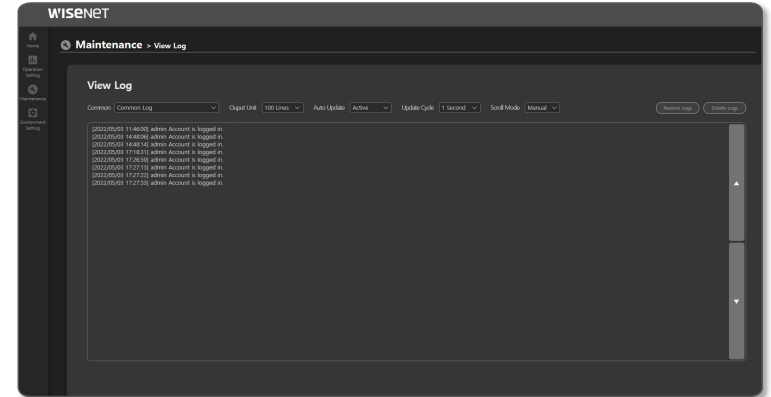 WISENET
Home
Operation
Setting
Maintenance
Environment
Setting
Maintenance > View Log
View Log
Common Common Log Ouput Unit 100 Lines Auto Update Active Update Cycle 1 Second Scroll Mode Manual Receive Logs Delete Logs
[2022/05/03 11:46:00] admin Account is logged in.
[2022/05/03 14:48:06] admin Account is logged in.
[2022/05/03 14:48:14] admin Account is logged in.
[2022/05/03 17:18:31] admin Account is logged in.
[2022/05/03 17:26:59] admin Account is logged in.
[2022/05/03 17:27:13] admin Account is logged in.
[2022/05/03 17:27:22] admin Account is logged in.
[2022/05/03 17:27:33] admin Account is logged in.